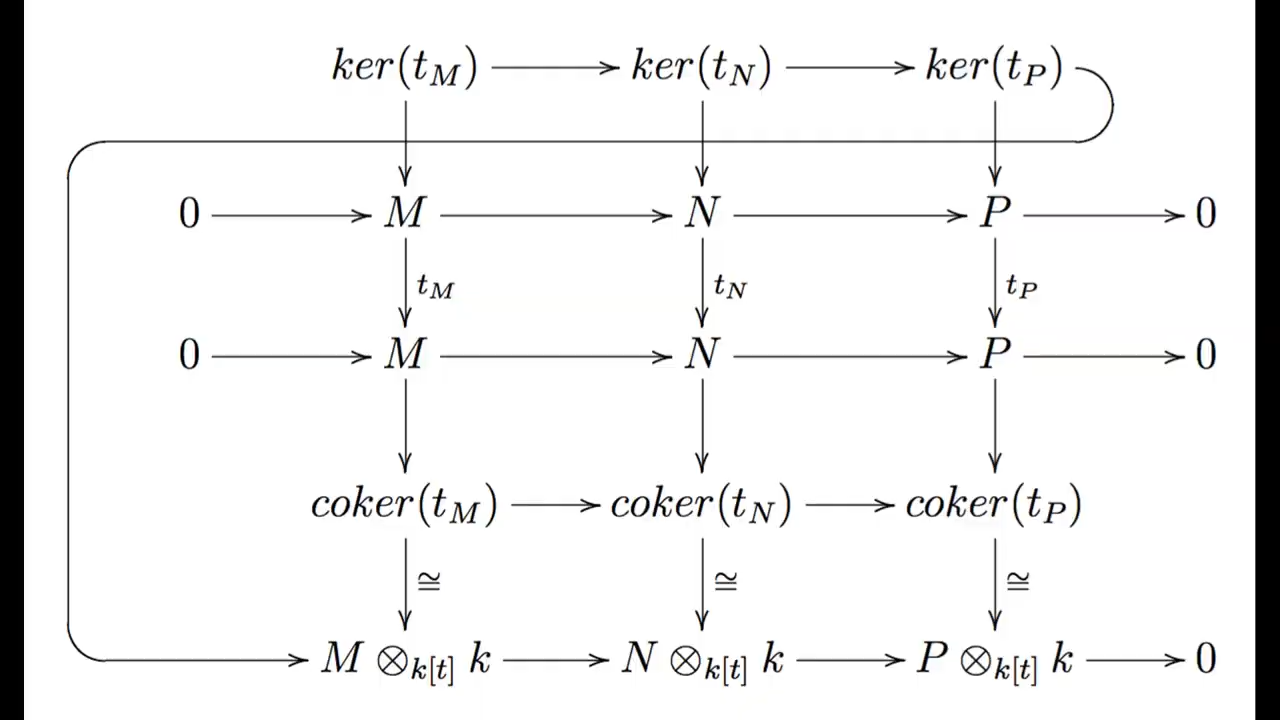 ker(t_M) ⟶ ker(t_N) ⟶ ker(t_P)
0 ⟶ M ⟶ N ⟶ P ⟶ 0
t_M t_N t_P
0 ⟶ M ⟶ N ⟶ P ⟶ 0
coker(t_M) ⟶ coker(t_N) ⟶ coker(t_P)
≅ ≅ ≅
M ⊗_{k[t]} k ⟶ N ⊗_{k[t]} k ⟶ P ⊗_{k[t]} k ⟶ 0